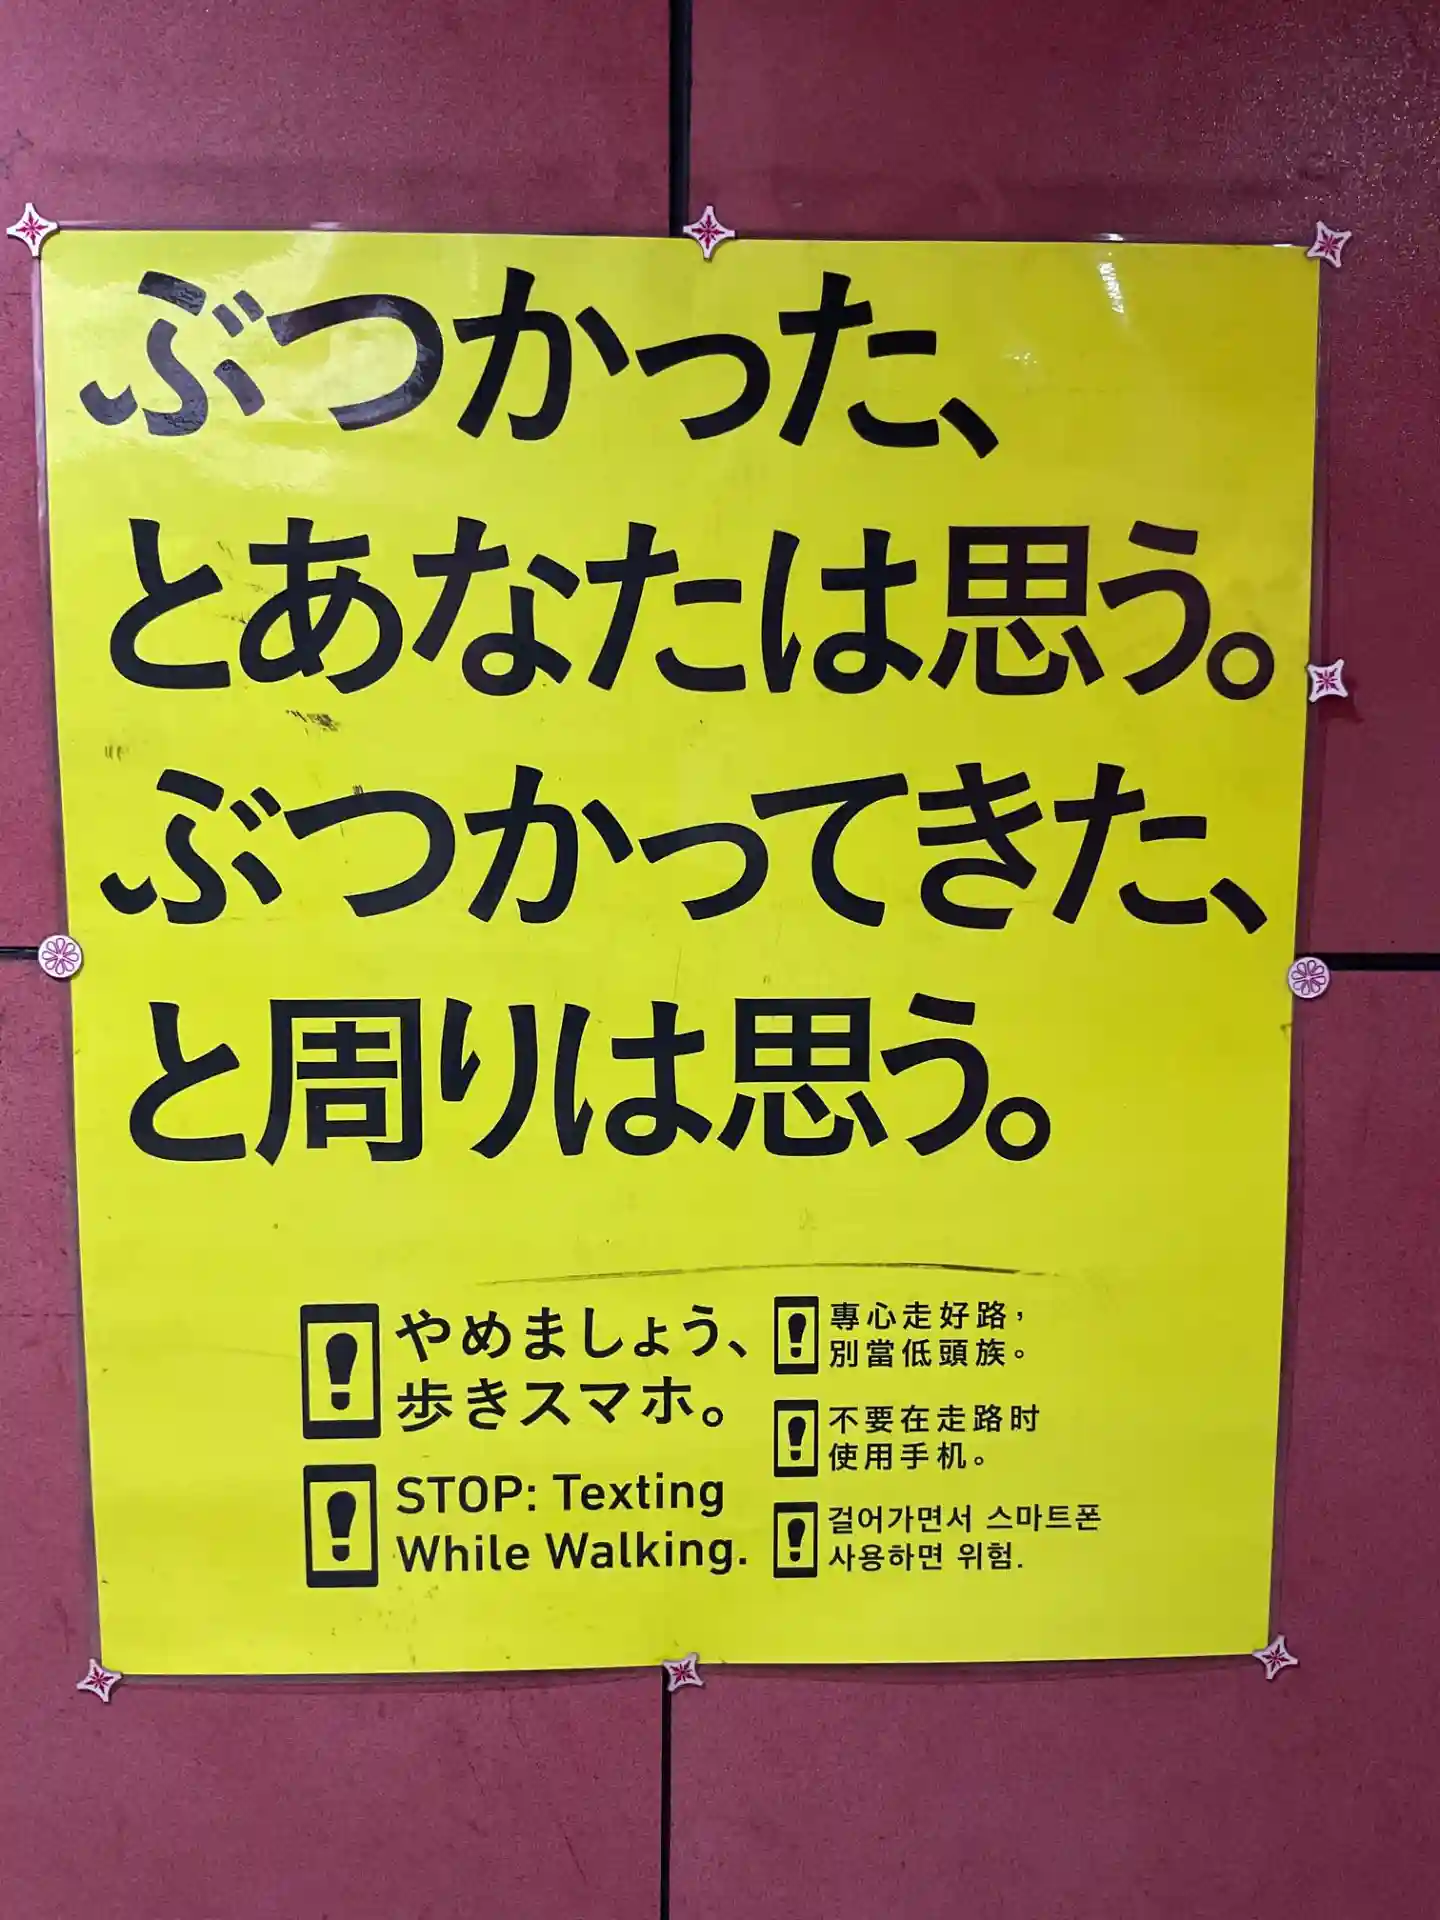 ぶつかった、
とあなたは思う。
ぶつかってきた、
と周りは思う。
やめましょう、
歩きスマホ。
STOP: Texting
While Walking.
專心走好路，
別當低頭族。
不要在走路时
使用手机。
걸어가면서 스마트폰
사용하면 위험.